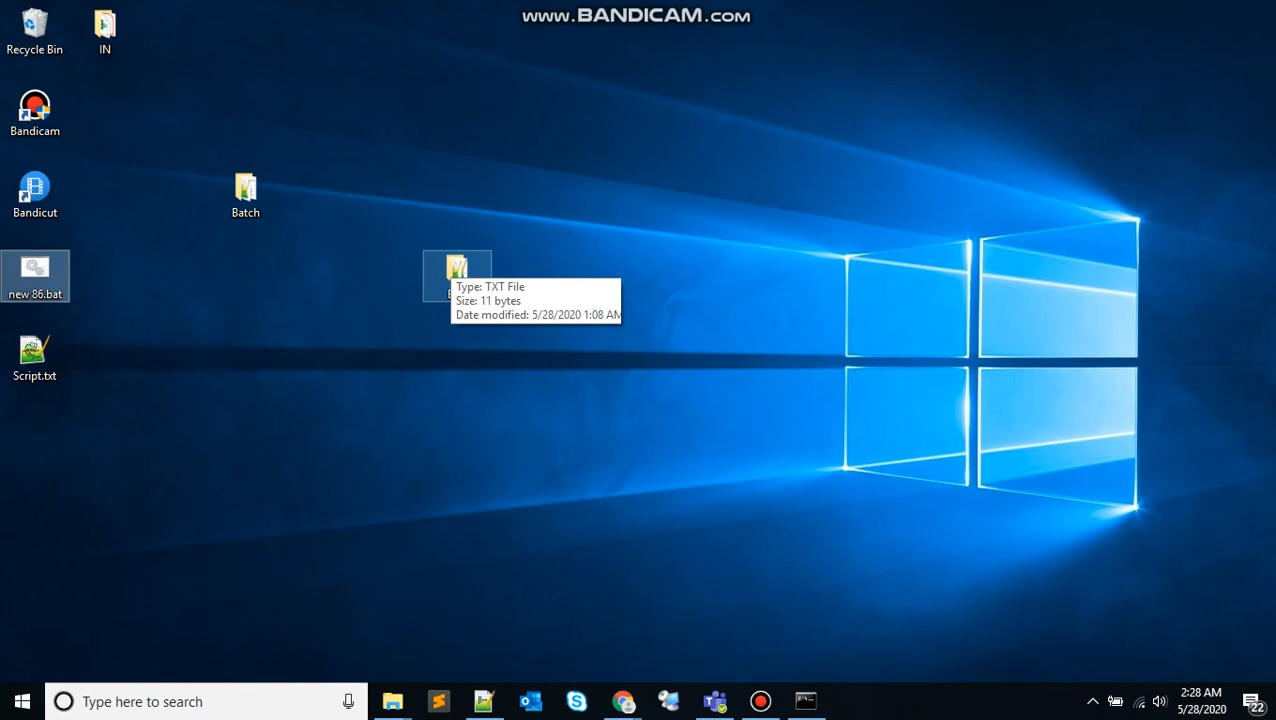 www.BANDICAM.com
Recycle Bin
IN
Bandicam
Bandicut
Batch
new 86.bat
Type: TXT File
Size: 11 bytes
Date modified: 5/28/2020 1:08 AM
Script.txt
Type here to search
2:28 AM
5/28/2020
22